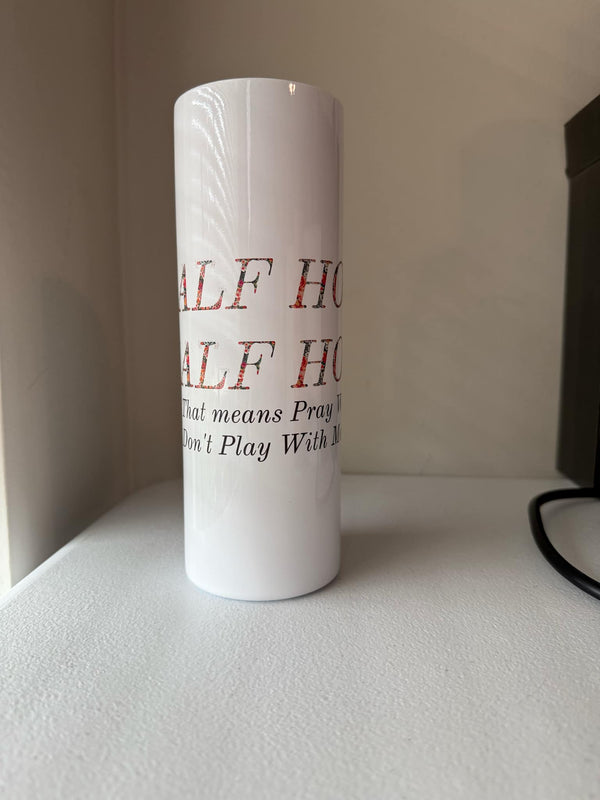 ALF HO
ALF HO
That means Pray W
Don't Play With M